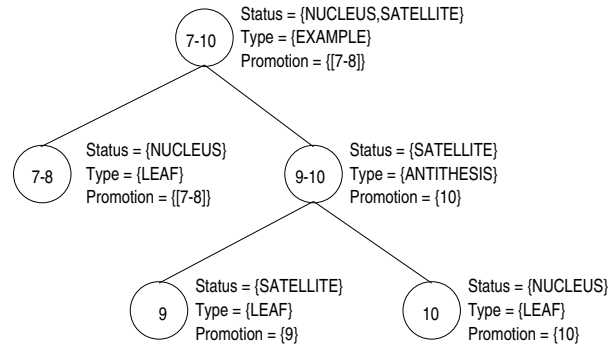 7-10
Status = {NUCLEUS,SATELLITE}
Type = {EXAMPLE}
Promotion = {[7-8]}
7-8
Status = {NUCLEUS}
Type = {LEAF}
Promotion = {[7-8]}
9-10
Status = {SATELLITE}
Type = {ANTITHESIS}
Promotion = {10}
9
Status = {SATELLITE}
Type = {LEAF}
Promotion = {9}
10
Status = {NUCLEUS}
Type = {LEAF}
Promotion = {10}